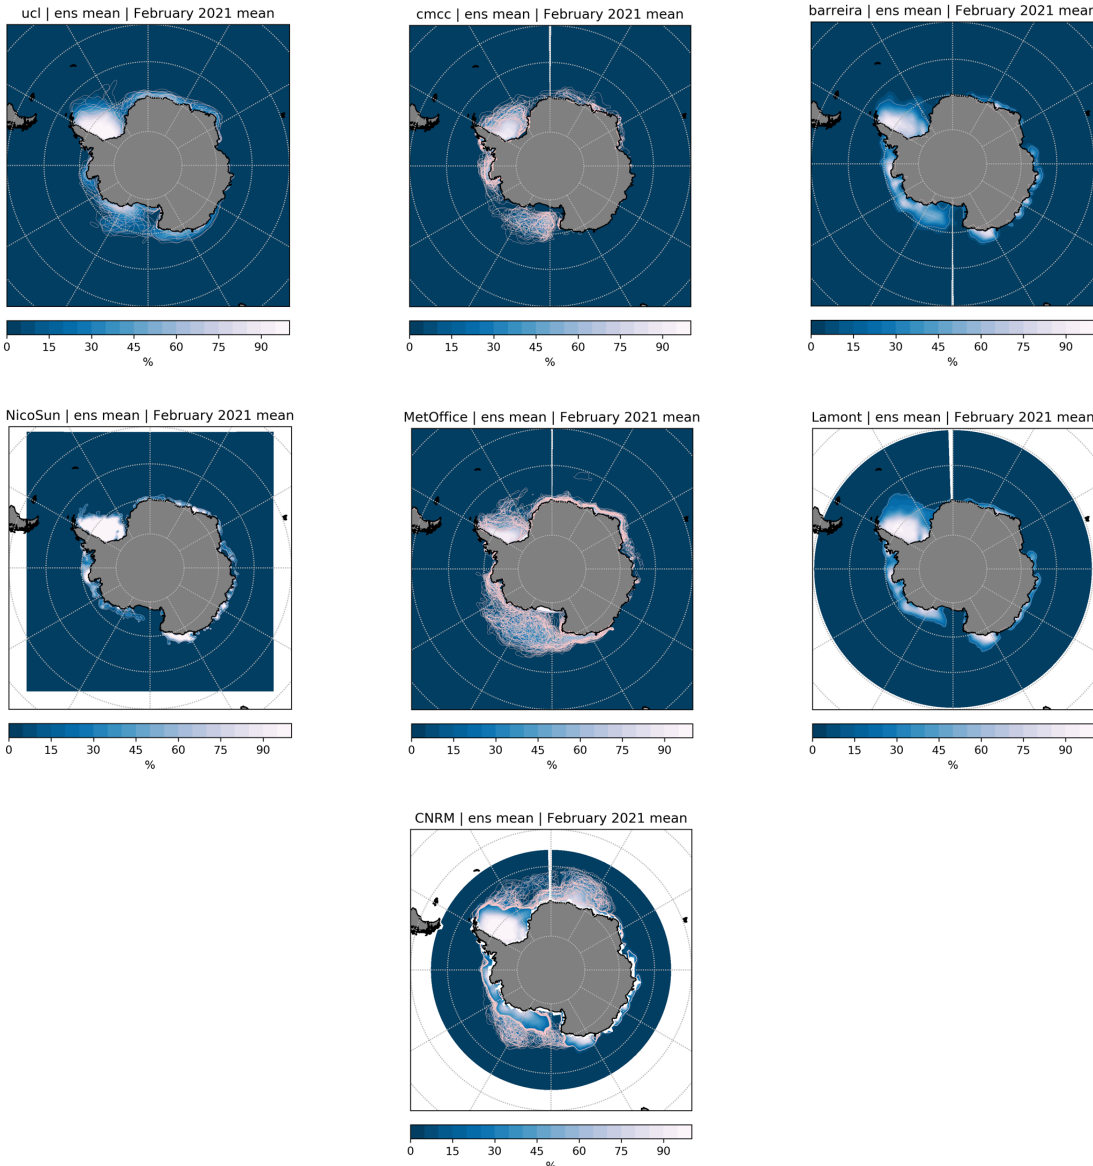 ucl | ens mean | February 2021 mean
cmcc | ens mean | February 2021 mean
barreira | ens mean | February 2021 mean
0 15 30 45 60 75 90
%
0 15 30 45 60 75 90
%
0 15 30 45 60 75 90
%
NicoSun | ens mean | February 2021 mean
MetOffice | ens mean | February 2021 mean
Lamont | ens mean | February 2021 mean
0 15 30 45 60 75 90
%
0 15 30 45 60 75 90
%
0 15 30 45 60 75 90
%
CNRM | ens mean | February 2021 mean
0 15 30 45 60 75 90
%